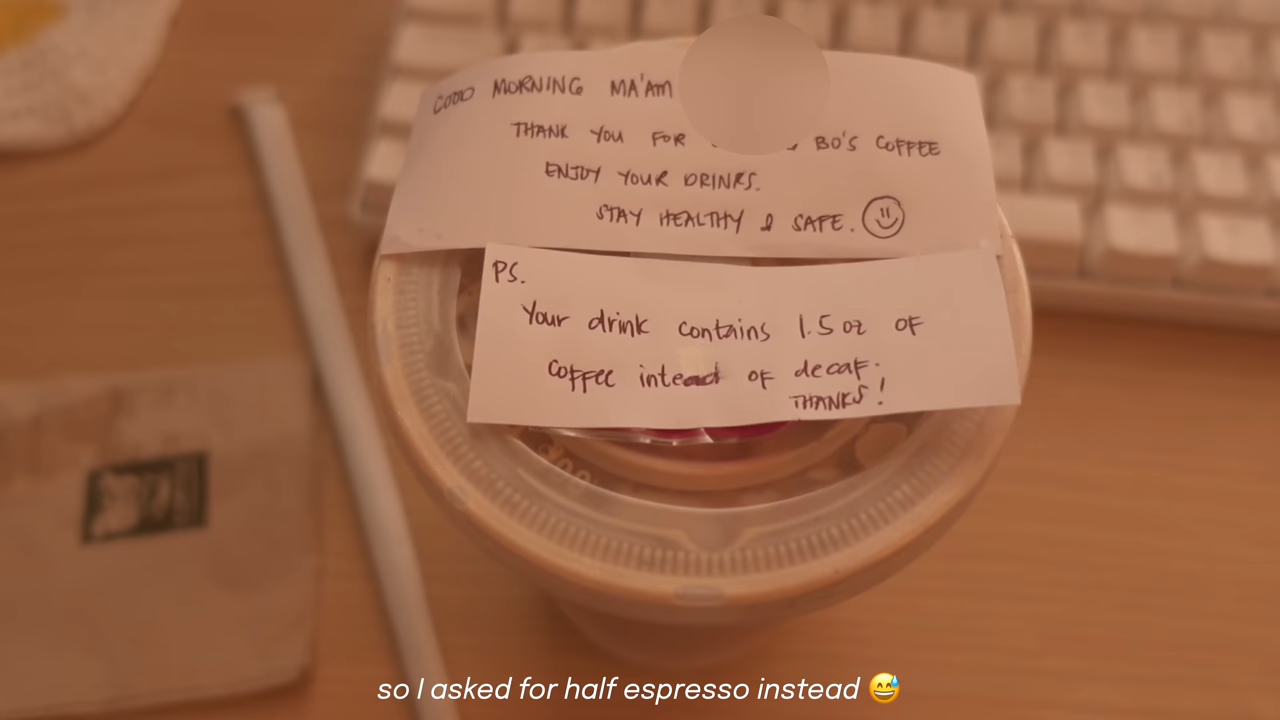 GOOD MORNING MA'AM
THANK YOU FOR BO'S COFFEE
ENJOY YOUR DRINKS.
STAY HEALTHY & SAFE.
PS.
Your drink contains 1.5 oz OF
coffee intead of decaf.
THANKS!
so I asked for half espresso instead 😅